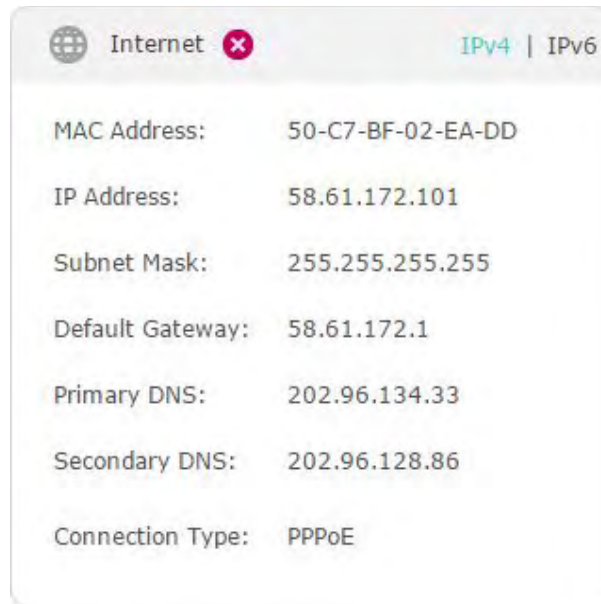 Internet IPv4 | IPv6
MAC Address: 50-C7-BF-02-EA-DD
IP Address: 58.61.172.101
Subnet Mask: 255.255.255.255
Default Gateway: 58.61.172.1
Primary DNS: 202.96.134.33
Secondary DNS: 202.96.128.86
Connection Type: PPPoE